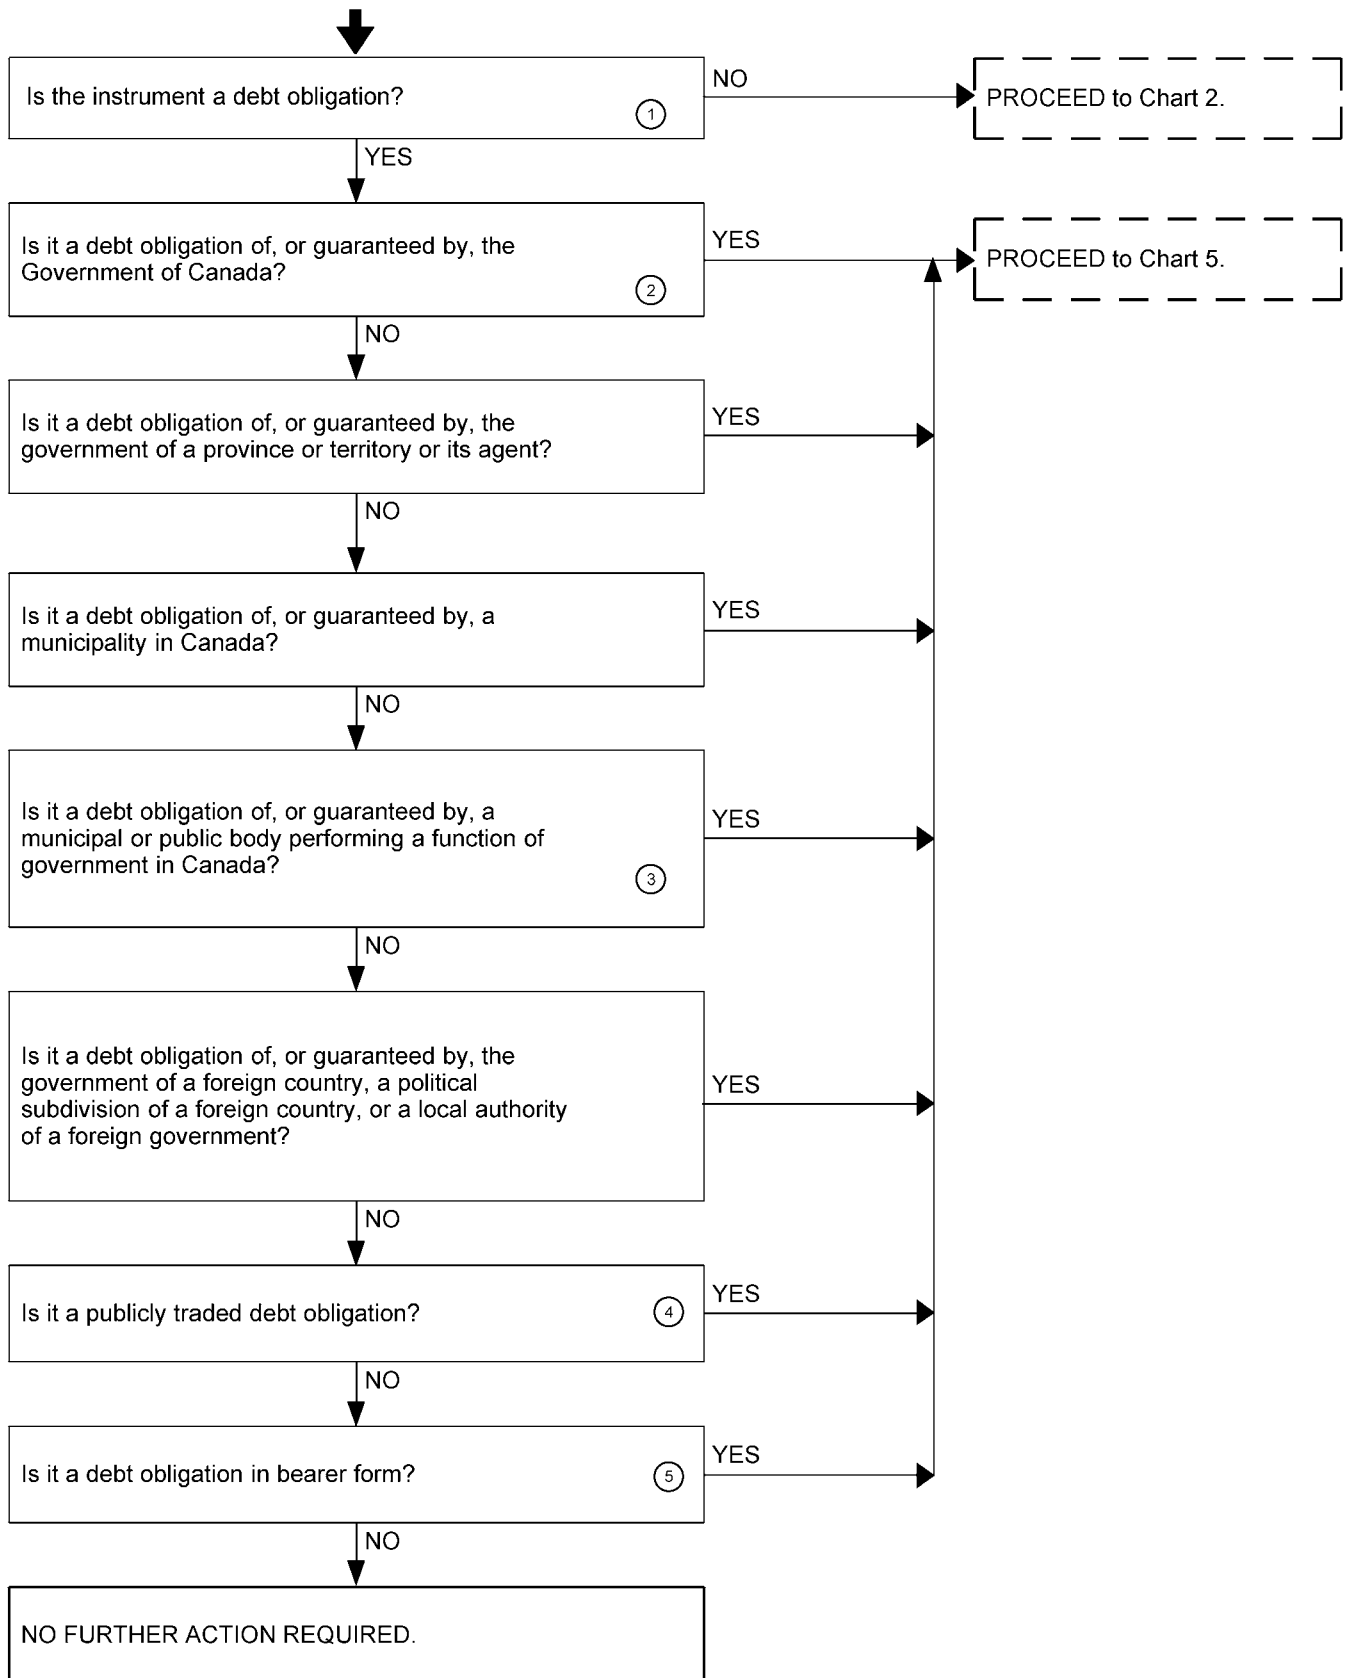 Is the instrument a debt obligation?
1
NO
PROCEED to Chart 2.
YES
Is it a debt obligation of, or guaranteed by, the
Government of Canada?
2
YES
PROCEED to Chart 5.
NO
Is it a debt obligation of, or guaranteed by, the
government of a province or territory or its agent?
YES
NO
Is it a debt obligation of, or guaranteed by, a
municipality in Canada?
YES
NO
Is it a debt obligation of, or guaranteed by, a
municipal or public body performing a function of
government in Canada?
3
YES
NO
Is it a debt obligation of, or guaranteed by, the
government of a foreign country, a political
subdivision of a foreign country, or a local authority
of a foreign government?
YES
NO
Is it a publicly traded debt obligation?
4
YES
NO
Is it a debt obligation in bearer form?
5
YES
NO
NO FURTHER ACTION REQUIRED.